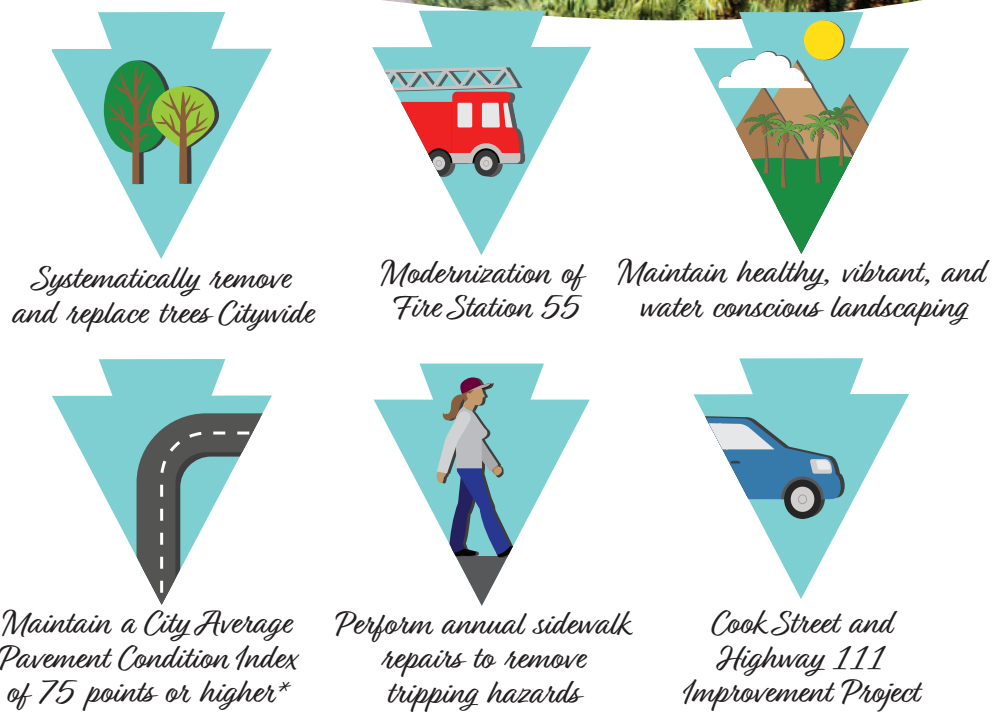 Systematically remove
and replace trees Citywide
Modernization of
Fire Station 55
Maintain healthy, vibrant, and
water conscious landscaping
Maintain a City Average
Pavement Condition Index
of 75 points or higher*
Perform annual sidewalk
repairs to remove
tripping hazards
Cook Street and
Highway 111
Improvement Project